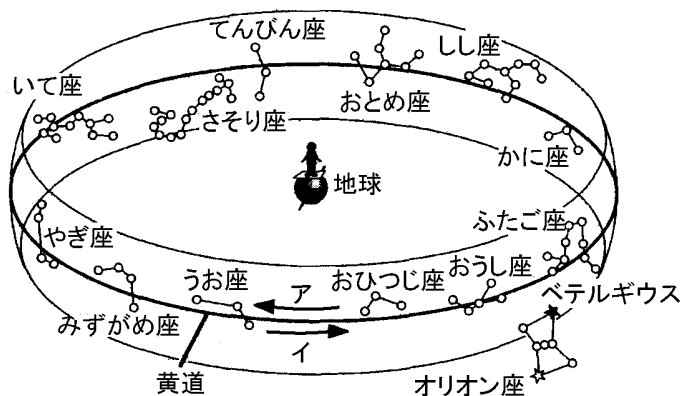 てんびん座
しし座
いて座
さそり座
おとめ座
かに座
地球
ふたご座
やぎ座
うお座
ア
おひつじ座
おうし座
ベテルギウス
みずがめ座
イ
黄道
オリオン座